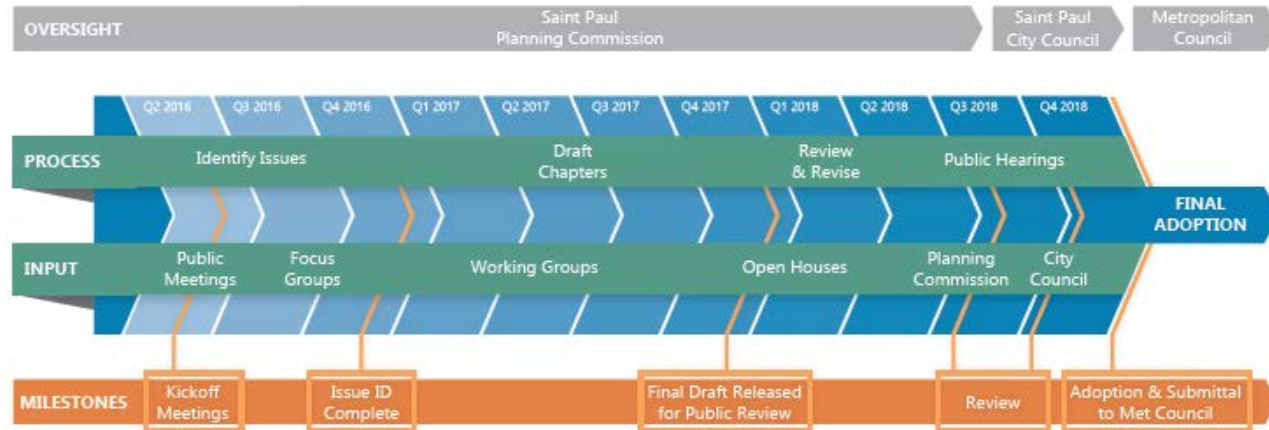 OVERSIGHT
Saint Paul
Planning Commission
Saint Paul
City Council
Metropolitan
Council
Q2 2016
Q3 2016
Q4 2016
Q1 2017
Q2 2017
Q3 2017
Q4 2017
Q1 2018
Q2 2018
Q3 2018
Q4 2018
PROCESS
Identify Issues
Draft
Chapters
Review
& Revise
Public Hearings
FINAL
ADOPTION
INPUT
Public
Meetings
Focus
Groups
Working Groups
Open Houses
Planning
Commission
City
Council
MILESTONES
Kickoff
Meetings
Issue ID
Complete
Final Draft Released
for Public Review
Review
Adoption & Submittal
to Met Council